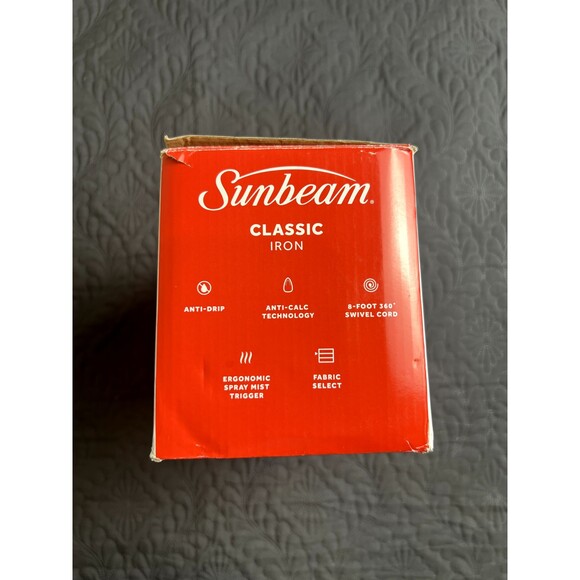 Sunbeam®
CLASSIC
IRON
ANTI-DRIP
ANTI-CALC
TECHNOLOGY
8-FOOT 360°
SWIVEL CORD
ERGONOMIC
SPRAY MIST
TRIGGER
FABRIC
SELECT